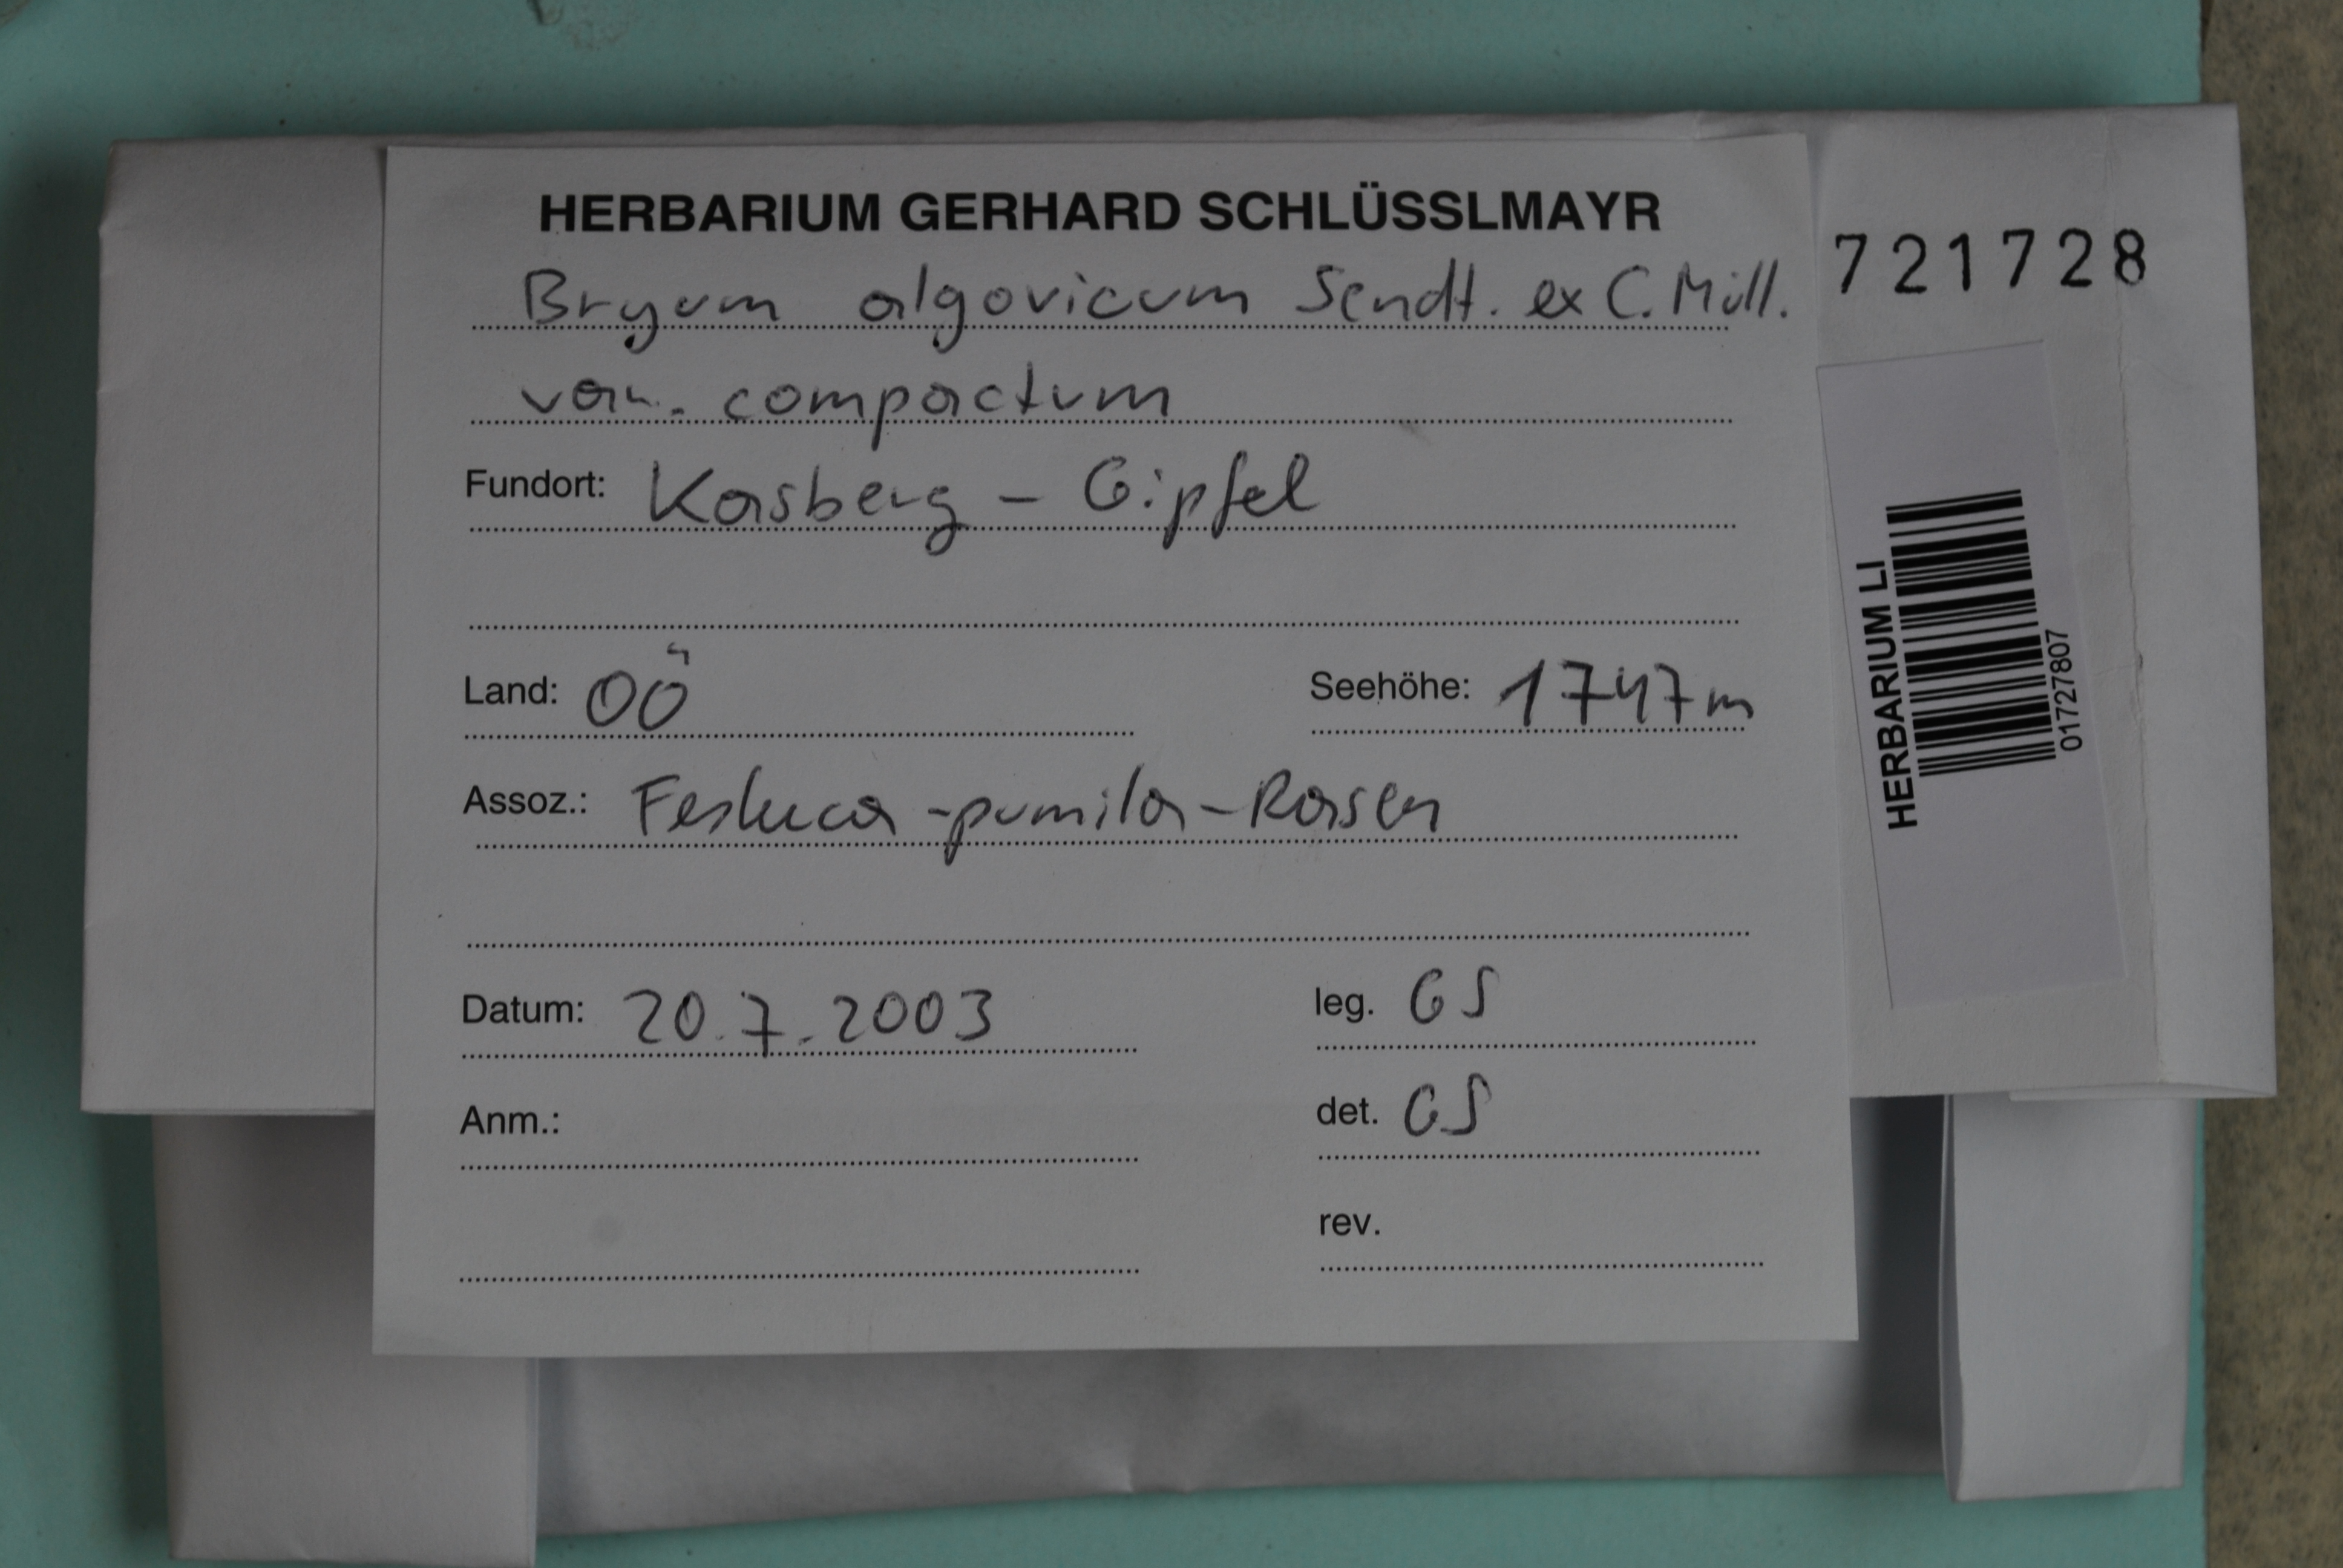 HERBARIUM GERHARD SCHLÜSSLMAYR
Bryum algovicum Sendt. ex C. Müll.
var. compactum
Fundort: Kasberg - Gipfel
Land: OÖ Seehöhe: 1747m
Assoz.: Festuca-pumila-Rasen
Datum: 20.7.2003 leg. GS
Anm.: det. GS
rev.
721728
HERBARIUM LI
01727807